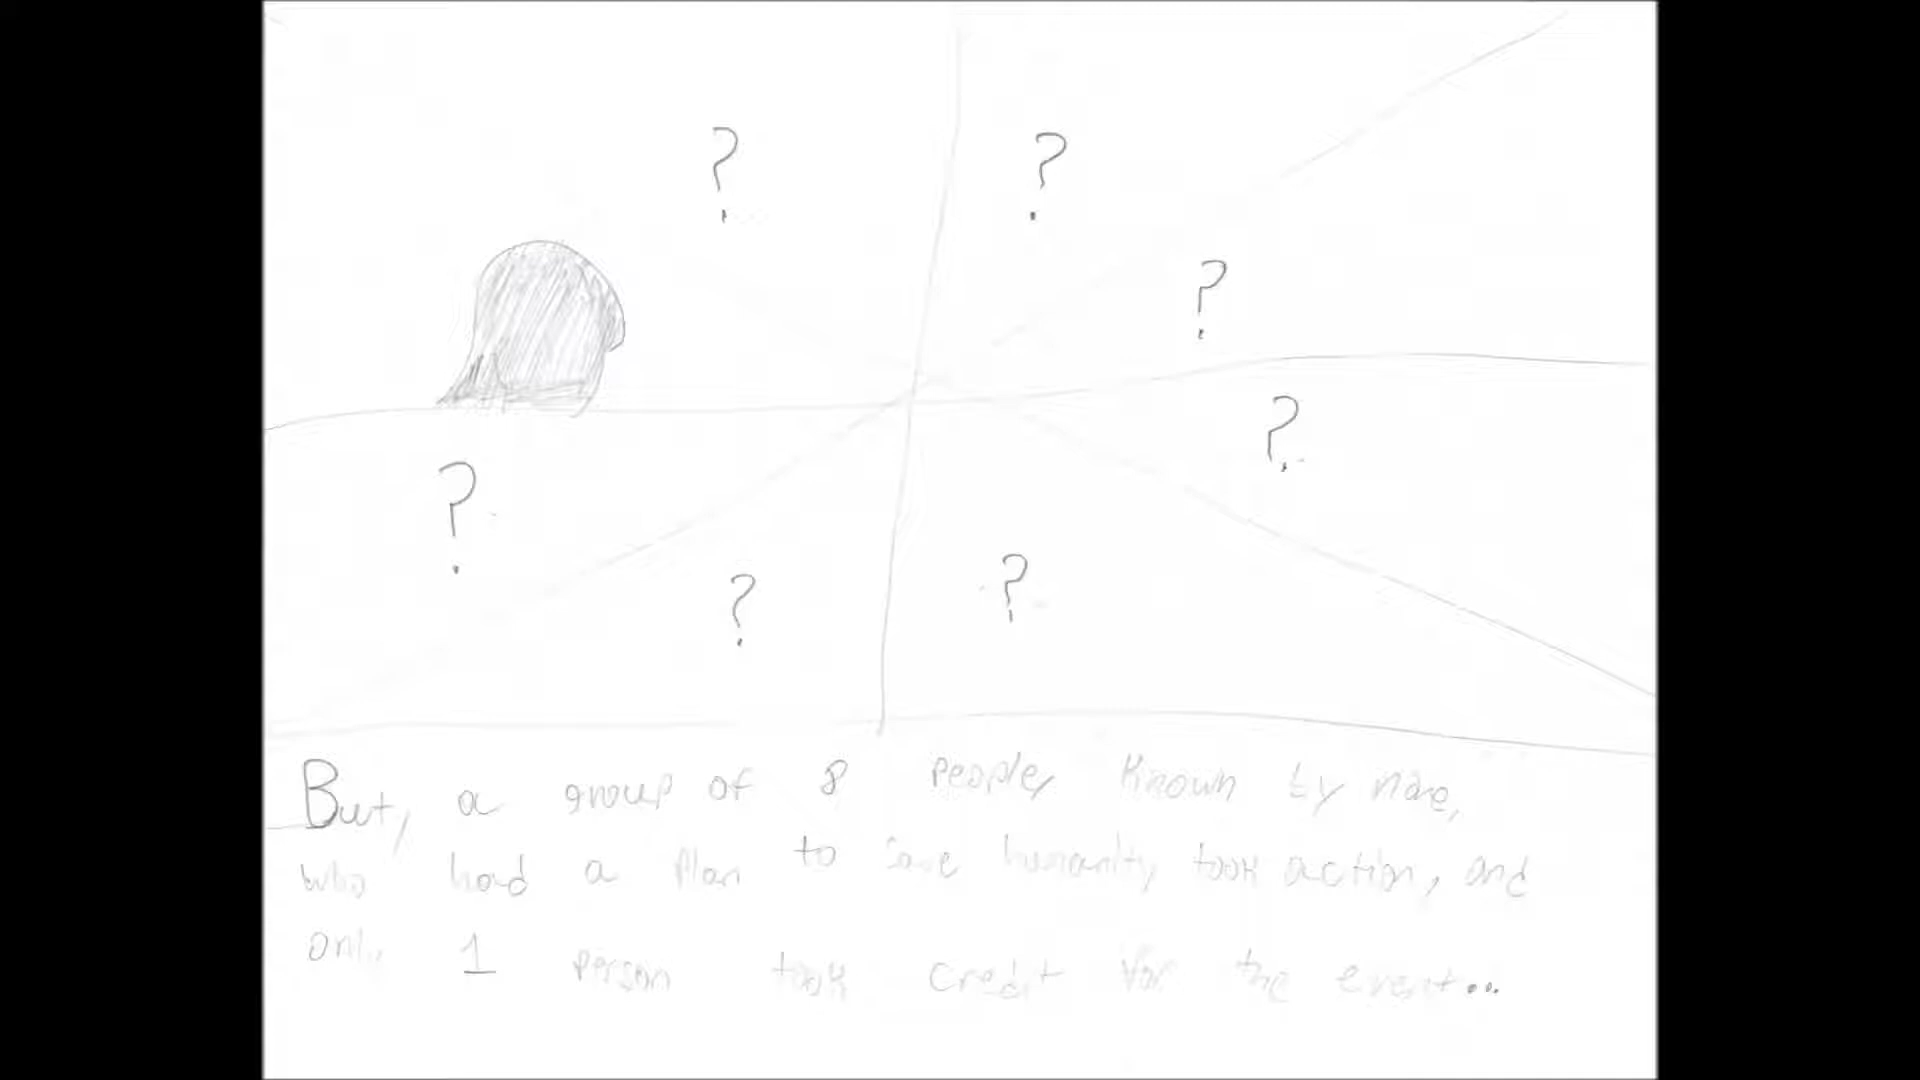 ?
?
?
?
?
?
?
But, a group of 8 people, known by none,
who had a plan to save humanity took action, and
only 1 person took credit for the event...